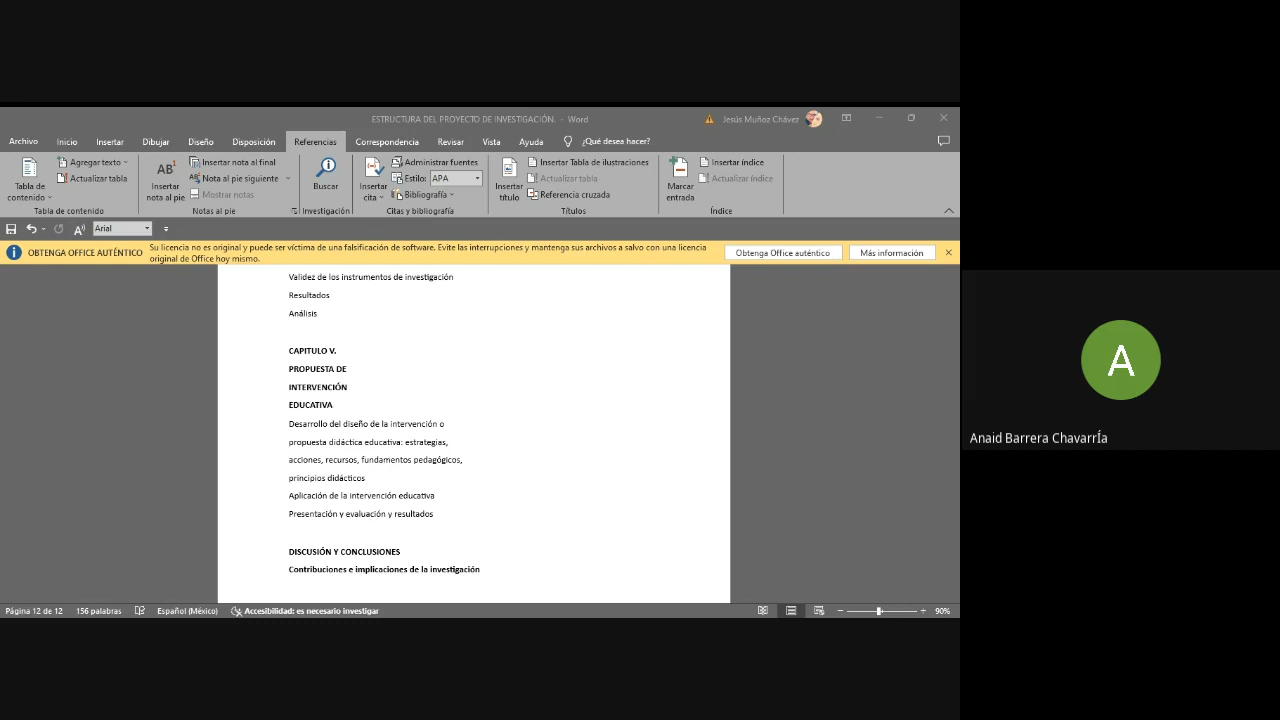 ESTRUCTURA DEL PROYECTO DE INVESTIGACIÓN. - Word
Jesús Muñoz Chávez
Archivo Inicio Insertar Dibujar Diseño Disposición Referencias Correspondencia Revisar Vista Ayuda ¿Qué desea hacer?
Tabla de contenido
Agregar texto
Actualizar tabla
Tabla de contenido
AB1
Insertar nota al pie
Insertar nota al final
Nota al pie siguiente
Mostrar notas
Notas al pie
Buscar
Investigación
Insertar cita
Administrar fuentes
Estilo: APA
Bibliografía
Citas y bibliografía
Insertar título
Insertar Tabla de ilustraciones
Actualizar tabla
Referencia cruzada
Títulos
Marcar entrada
Insertar índice
Actualizar índice
Índice
Arial
OBTENGA OFFICE AUTÉNTICO
Su licencia no es original y puede ser víctima de una falsificación de software. Evite las interrupciones y mantenga sus archivos a salvo con una licencia
original de Office hoy mismo.
Obtenga Office auténtico
Más información
Validez de los instrumentos de investigación
Resultados
Análisis
CAPITULO V.
PROPUESTA DE
INTERVENCIÓN
EDUCATIVA
Desarrollo del diseño de la intervención o
propuesta didáctica educativa: estrategias,
acciones, recursos, fundamentos pedagógicos,
principios didácticos
Aplicación de la intervención educativa
Presentación y evaluación y resultados
DISCUSIÓN Y CONCLUSIONES
Contribuciones e implicaciones de la investigación
Página 12 de 12 156 palabras Español (México) Accesibilidad: es necesario investigar 90%
A
Anaid Barrera ChavarrÍa